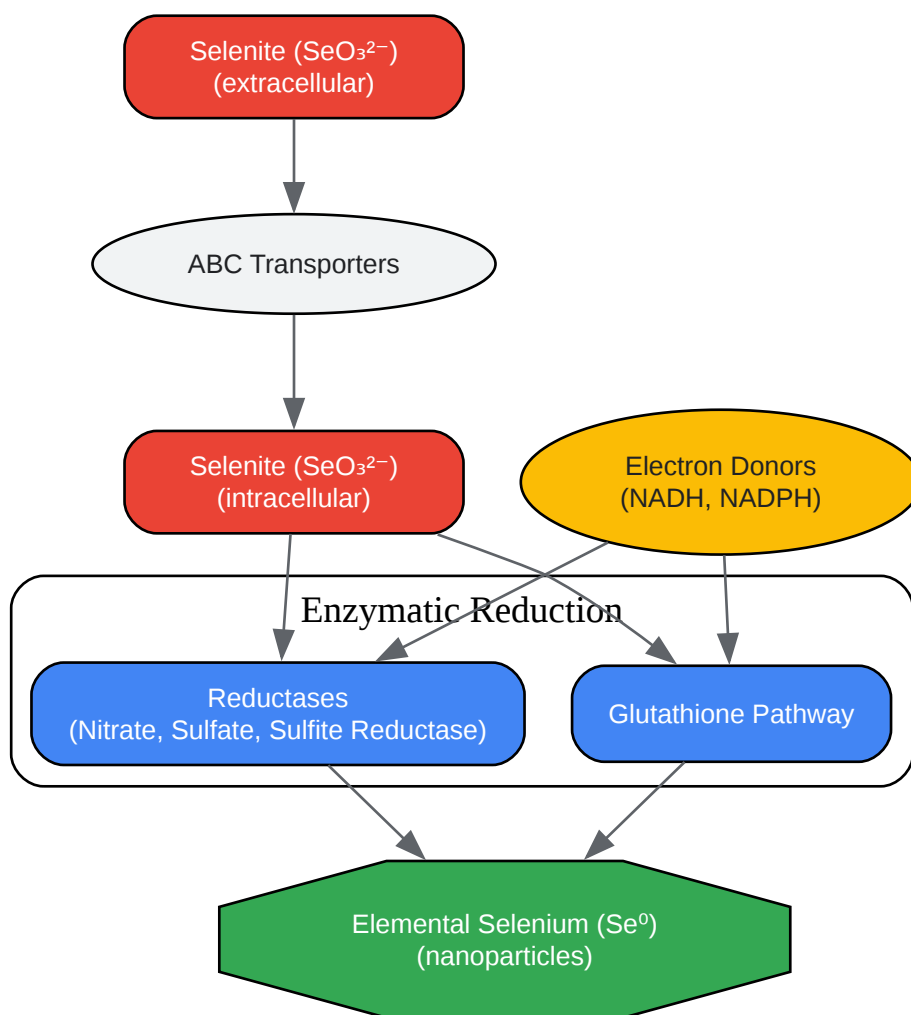 Selenite (SeO₃²⁻)
(extracellular)
ABC Transporters
Selenite (SeO₃²⁻)
(intracellular)
Electron Donors
(NADH, NADPH)
Enzymatic Reduction
Reductases
(Nitrate, Sulfate, Sulfite Reductase)
Glutathione Pathway
Elemental Selenium (Se⁰)
(nanoparticles)